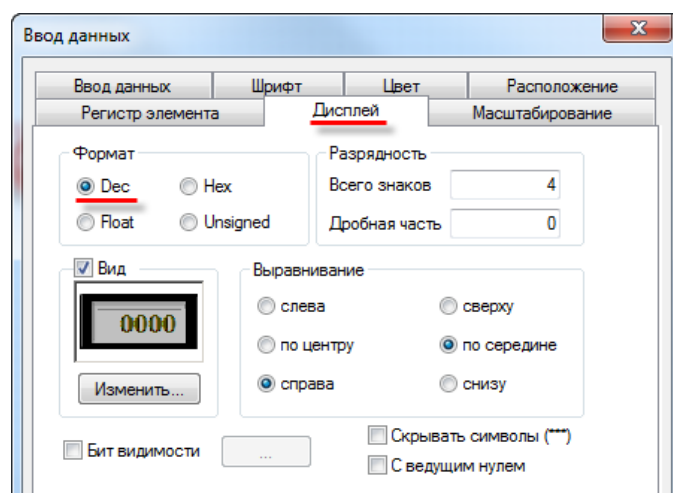 Ввод данных
Ввод данных Шрифт Цвет Расположение
Регистр элемента Дисплей Масштабирование
Формат Разрядность
Dec Hex Всего знаков 4
Float Unsigned Дробная часть 0
Вид Выравнивание
0000 слева сверху
по центру по середине
Изменить... справа снизу
Бит видимости ... Скрывать символы (***)
С ведущим нулем